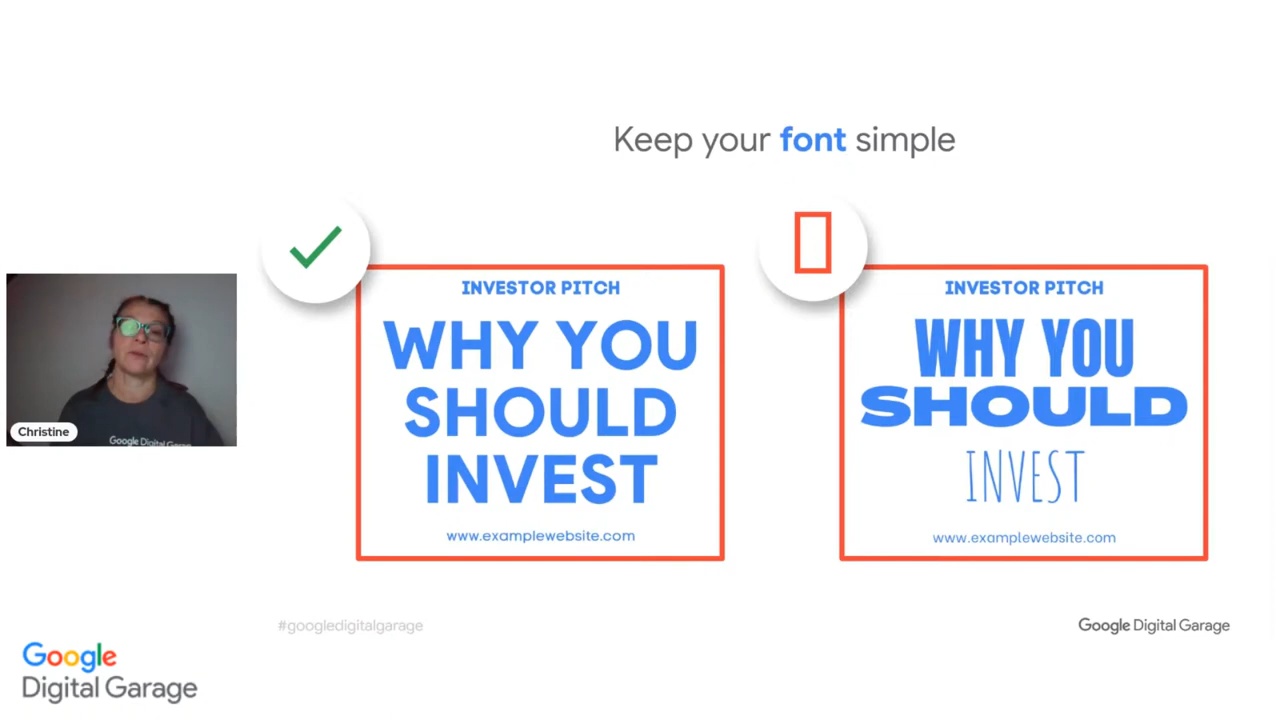 Keep your font simple
INVESTOR PITCH
WHY YOU
SHOULD
INVEST
www.examplewebsite.com
INVESTOR PITCH
WHY YOU
SHOULD
INVEST
www.examplewebsite.com
Google Digital Garage
Christine
#googledigitalgarage
Google Digital Garage
Google
Digital Garage